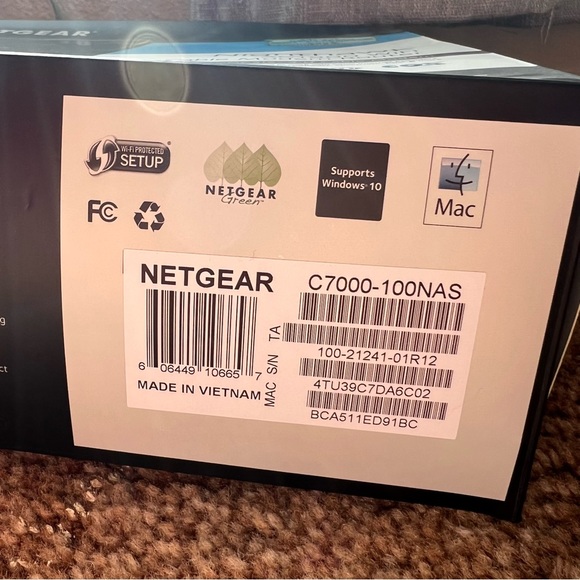 TGEAR
Wi-Fi PROTECTED
SETUP
NETGEAR
Green
Supports
Windows 10
Mac
FC
NETGEAR
C7000-100NAS
6 06449 10665 7
TA
100-21241-01R12
S/N
4TU39C7DA6C02
MADE IN VIETNAM
MAC
BCA511ED91BC